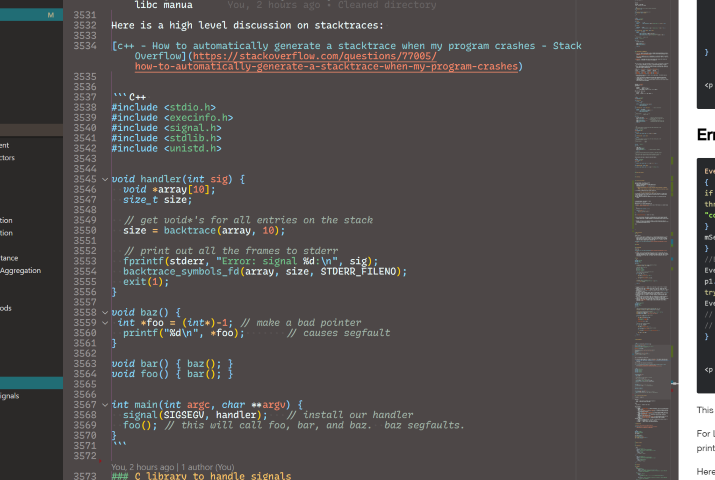 libc manua You, 2 hours ago • Cleaned directory
M
3531
3532 Here is a high level discussion on stacktraces:
3533
3534 [c++ - How to automatically generate a stacktrace when my program crashes - Stack
Overflow](https://stackoverflow.com/questions/77005/
how-to-automatically-generate-a-stacktrace-when-my-program-crashes)
3535
3536
3537 ```C++
3538 #include <stdio.h>
3539 #include <execinfo.h>
3540 #include <signal.h>
3541 #include <stdlib.h>
3542 #include <unistd.h>
3543
3544
3545 void handler(int sig) {
3546 void *array[10];
3547 size_t size;
3548
3549 // get void*'s for all entries on the stack
3550 size = backtrace(array, 10);
3551
3552 // print out all the frames to stderr
3553 fprintf(stderr, "Error: signal %d:\n", sig);
3554 backtrace_symbols_fd(array, size, STDERR_FILENO);
3555 exit(1);
3556 }
3557
3558 void baz() {
3559 int *foo = (int*)-1; // make a bad pointer
3560 printf("%d\n", *foo); // causes segfault
3561 }
3562
3563 void bar() { baz(); }
3564 void foo() { bar(); }
3565
3566
3567 int main(int argc, char **argv) {
3568 signal(SIGSEGV, handler); // install our handler
3569 foo(); // this will call foo, bar, and baz. baz segfaults.
3570 }
3571 ```
3572
You, 2 hours ago | 1 author (You)
3573 ### C library to handle signals
ent
ctors
tion
tion
tance
Aggregation
ods
ignals
}
<p
Er
Eve
{
if
thr
"co
}
mSe
}
Eve
p1.
try
Eve
//
//
}
<p
This
For L
print
Here